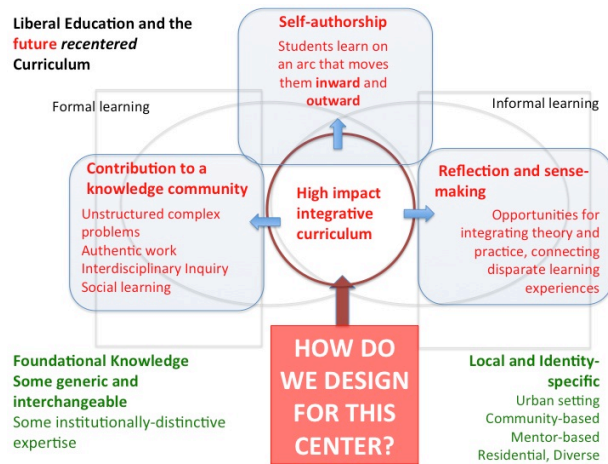 Liberal Education and the
future recentered
Curriculum
Self-authorship
Students learn on
an arc that moves
them inward and
outward
Formal learning
Informal learning
Contribution to a
knowledge community
Unstructured complex
problems
Authentic work
Interdisciplinary Inquiry
Social learning
High impact
integrative
curriculum
Reflection and sense-
making
Opportunities for
integrating theory and
practice, connecting
disparate learning
experiences
Foundational Knowledge
Some generic and
interchangeable
Some institutionally-distinctive
expertise
HOW DO
WE DESIGN
FOR THIS
CENTER?
Local and Identity-
specific
Urban setting
Community-based
Mentor-based
Residential, Diverse